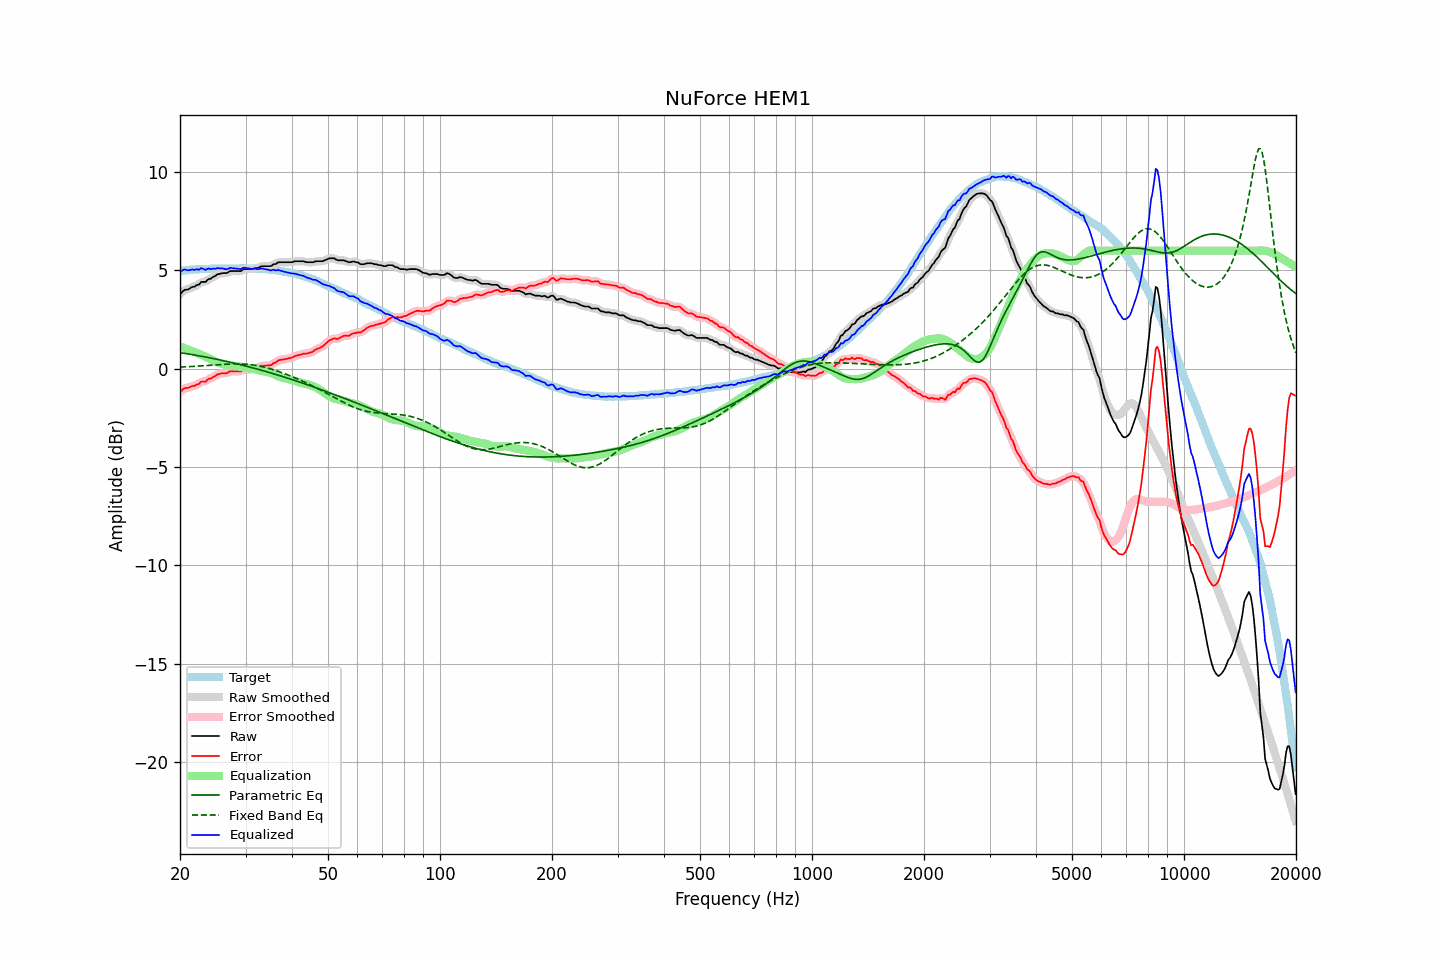 NuForce HEM1
Amplitude (dBr)
10
5
0
−5
−10
−15
−20
Target
Raw Smoothed
Error Smoothed
Raw
Error
Equalization
Parametric Eq
Fixed Band Eq
Equalized
20 50 100 200 500 1000 2000 5000 10000 20000
Frequency (Hz)